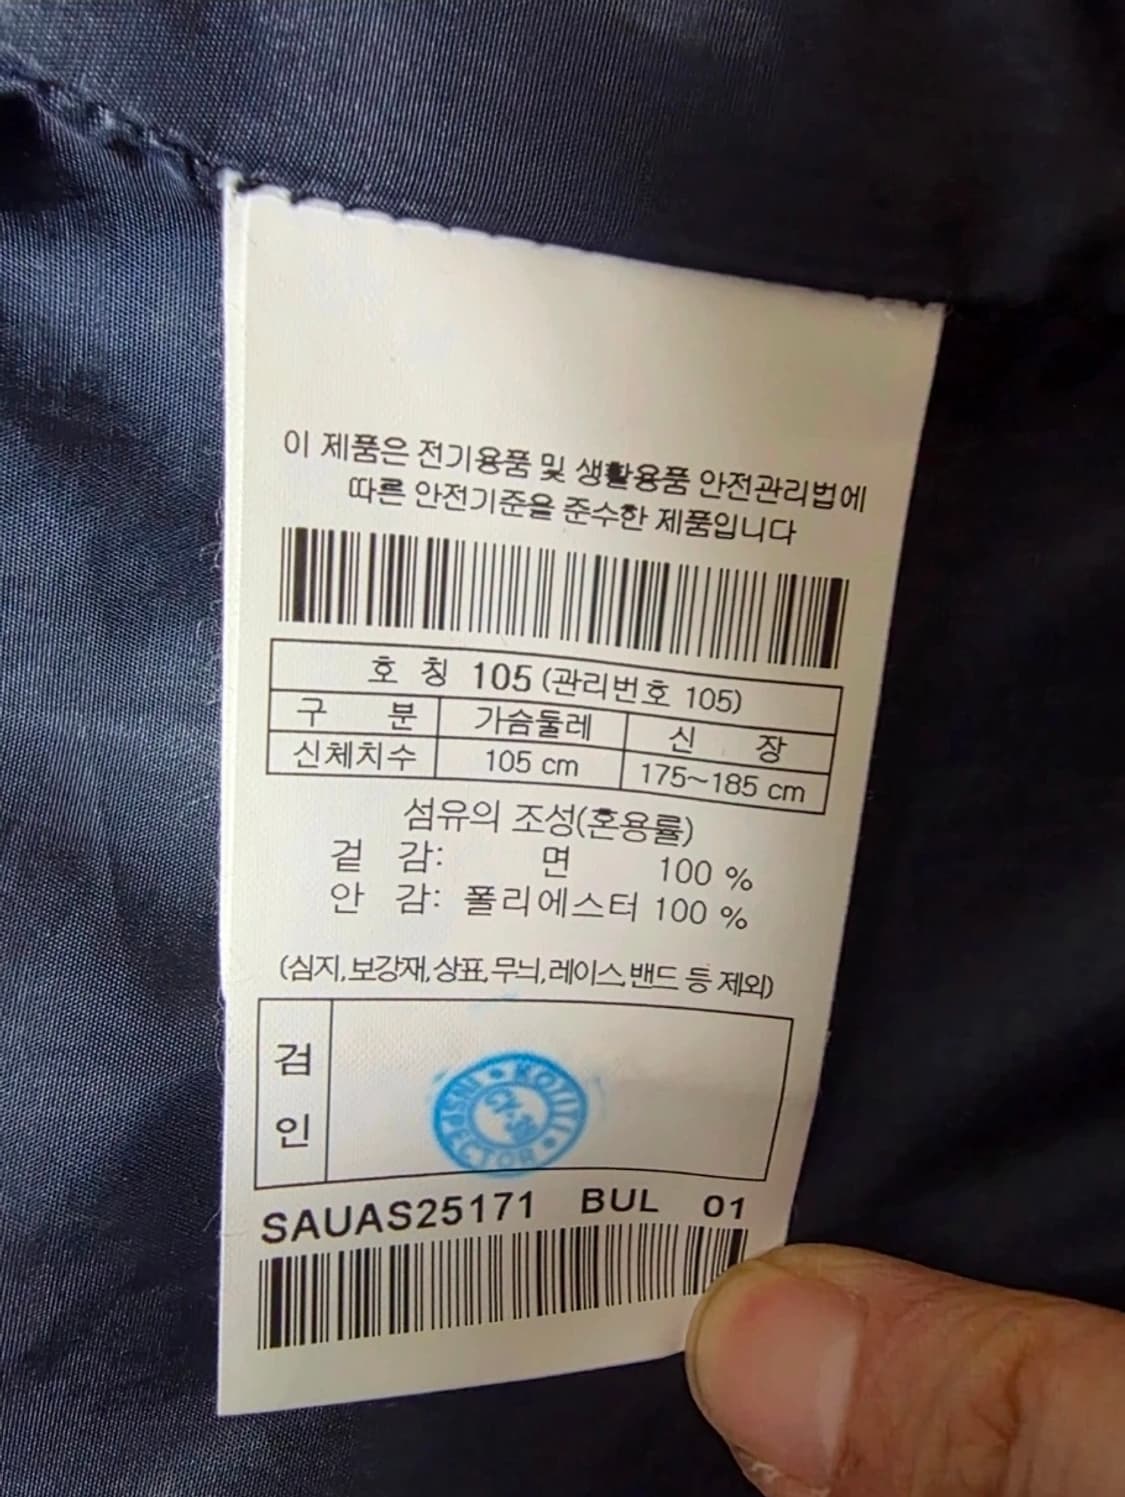 이 제품은 전기용품 및 생활용품 안전관리법에
따른 안전기준을 준수한 제품입니다
호 칭 105 (관리번호 105)
구 분 가슴둘레 신 장
신체치수 105 cm 175~185 cm
섬유의 조성(혼용률)
겉 감: 면 100 %
안 감: 폴리에스터 100 %
(심지,보강재,상표,무늬,레이스,밴드 등 제외)
검
인
KOTITI
INSPECTOR
SAUAS25171 BUL 01